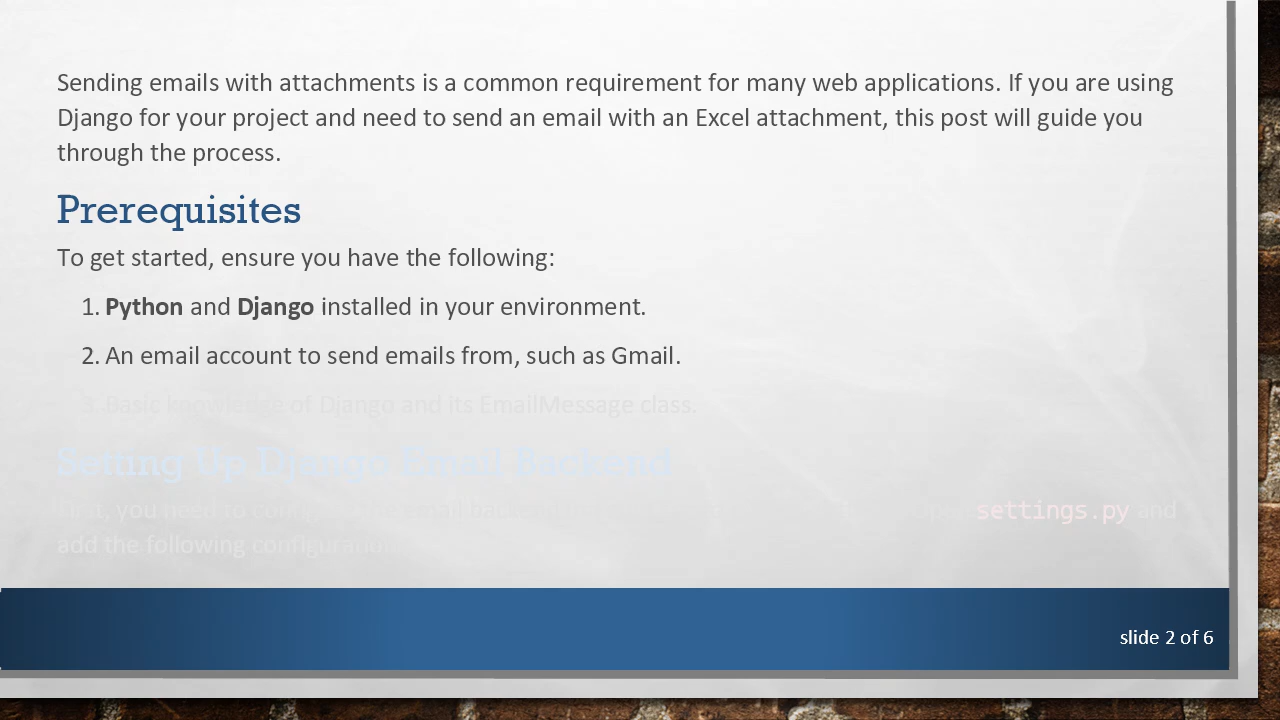 Sending emails with attachments is a common requirement for many web applications. If you are using
Django for your project and need to send an email with an Excel attachment, this post will guide you
through the process.
Prerequisites
To get started, ensure you have the following:
1. Python and Django installed in your environment.
2. An email account to send emails from, such as Gmail.
3. Basic knowledge of Django and its EmailMessage class.
Setting Up Django Email Backend
you need to email settings.py and
add the following
slide 2 of 6